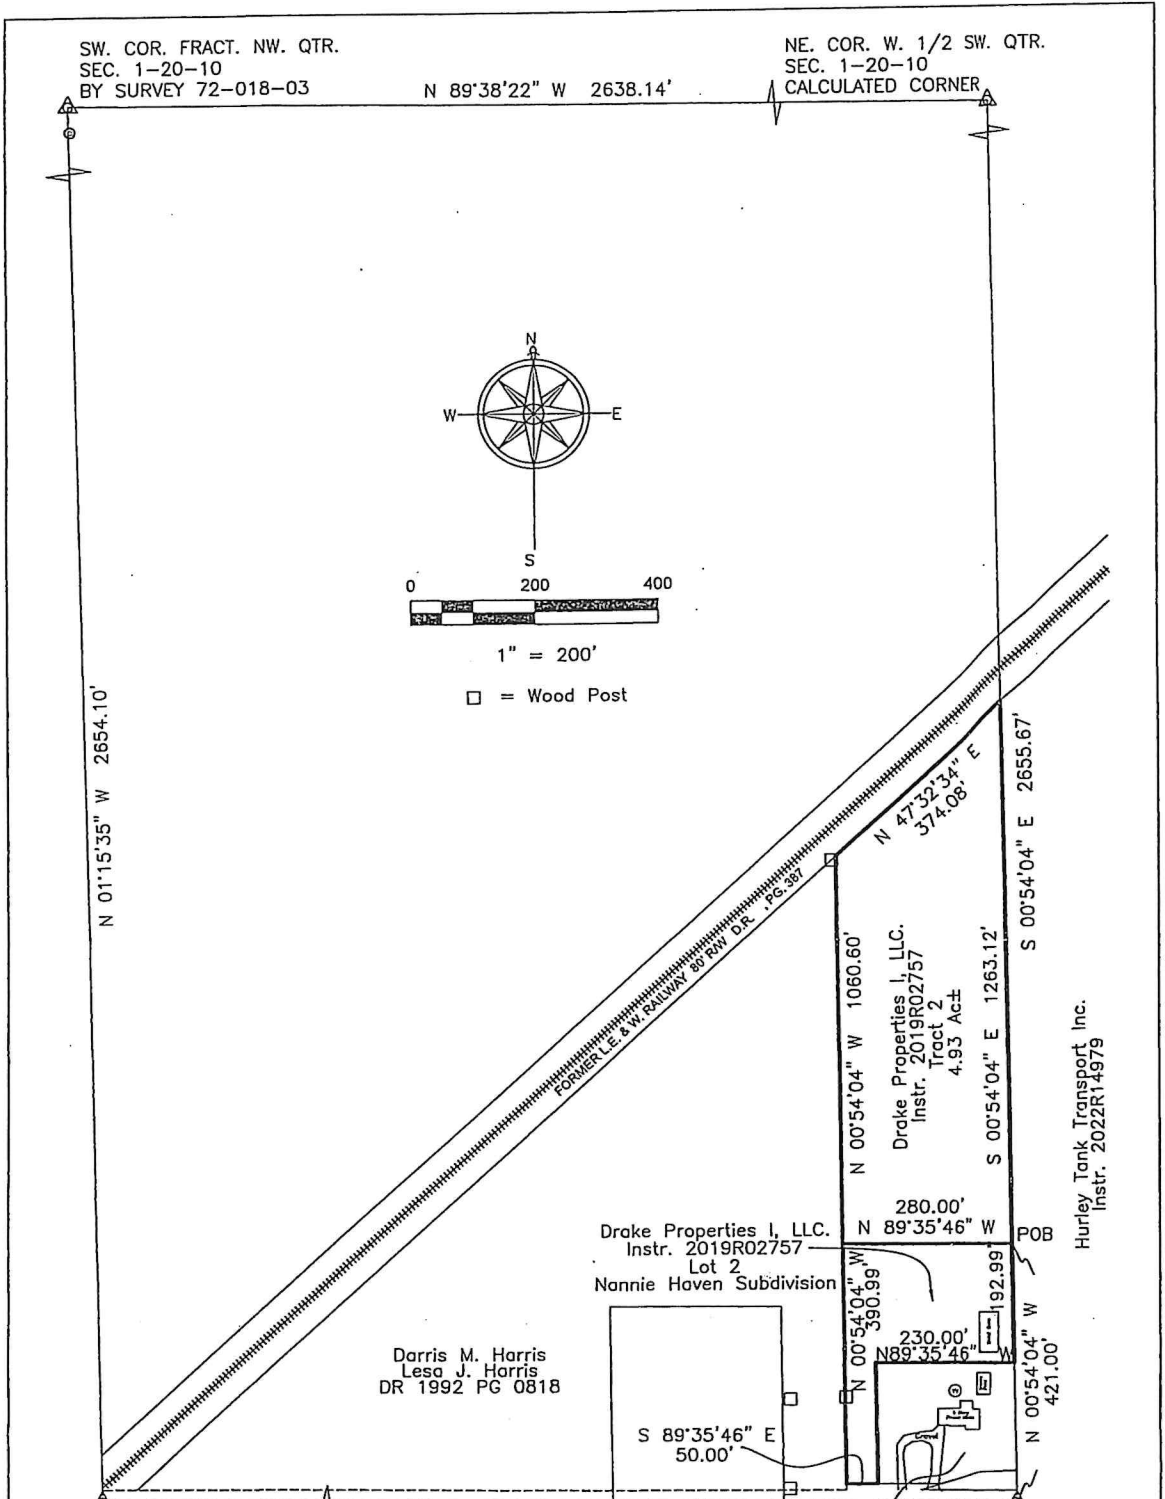 SW. COR. FRACT. NW. QTR.
SEC. 1-20-10
BY SURVEY 72-018-03
N 89°38'22" W 2638.14'
NE. COR. W. 1/2 SW. QTR.
SEC. 1-20-10
CALCULATED CORNER
N
W
E
S
0 200 400
1" = 200'
= Wood Post
N 01°15'35" W 2654.10'
S 00°54'04" E 2655.67'
N 47°32'34" E
374.08'
FORMER L.E. & W. RAILWAY 80' R/W D.R. , PG. 387
N 00°54'04" W 1060.60'
Drake Properties I, LLC.
Instr. 2019R02757
Tract 2
4.93 Ac±
S 00°54'04" E 1263.12'
Hurley Tank Transport Inc.
Instr. 2022R14979
280.00'
N 89°35'46" W
POB
Drake Properties I, LLC.
Instr. 2019R02757
Lot 2
Nannie Haven Subdivision
N 00°54'04" W
390.99'
192.99'
230.00'
N89°35'46" W
N 00°54'04" W
421.00'
Darris M. Harris
Lesa J. Harris
DR 1992 PG 0818
S 89°35'46" E
50.00'
Gravel